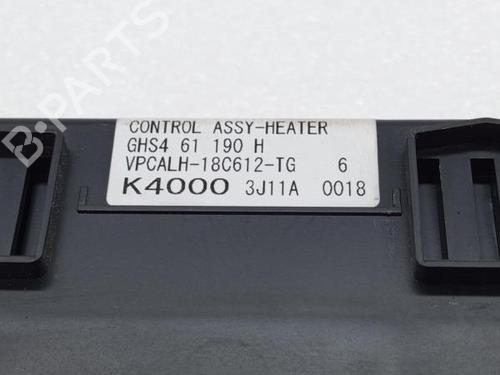 CONTROL ASSY-HEATER
GHS4 61 190 H
VPCALH-18C612-TG 6
K4000 3J11A 0018
B-PARTS